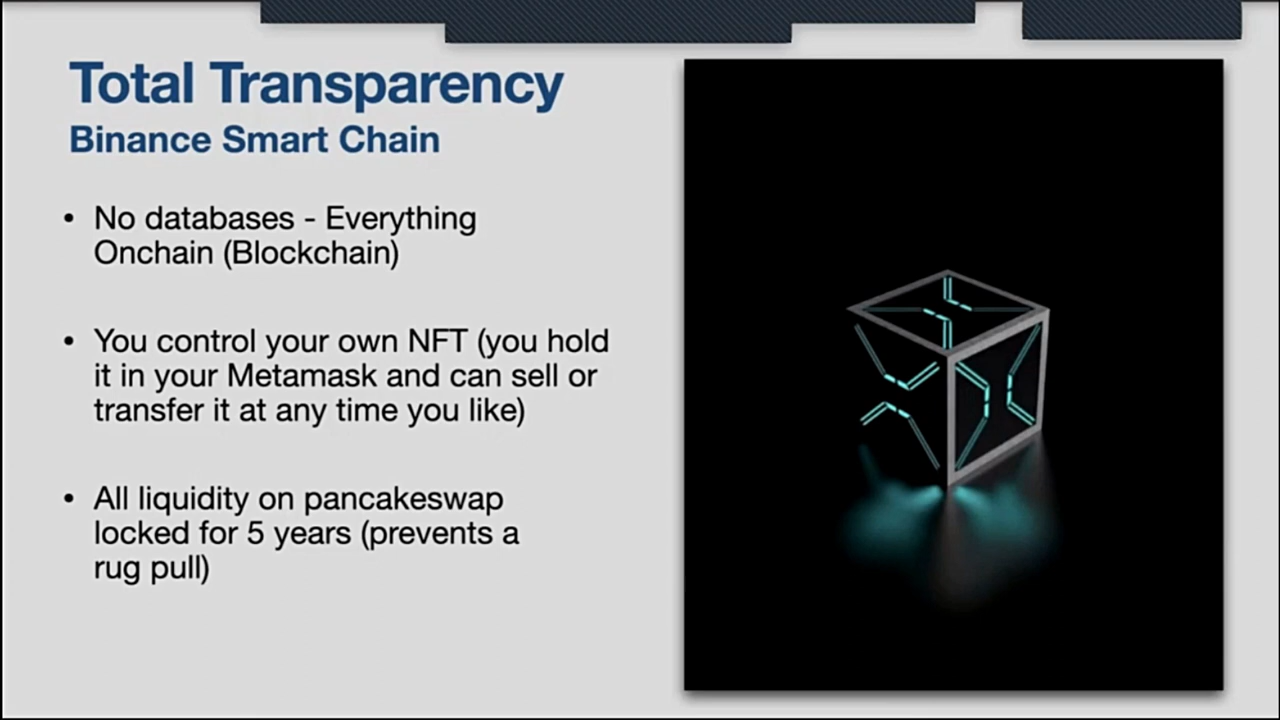 Total Transparency
Binance Smart Chain
• No databases - Everything
Onchain (Blockchain)
• You control your own NFT (you hold
it in your Metamask and can sell or
transfer it at any time you like)
• All liquidity on pancakeswap
locked for 5 years (prevents a
rug pull)